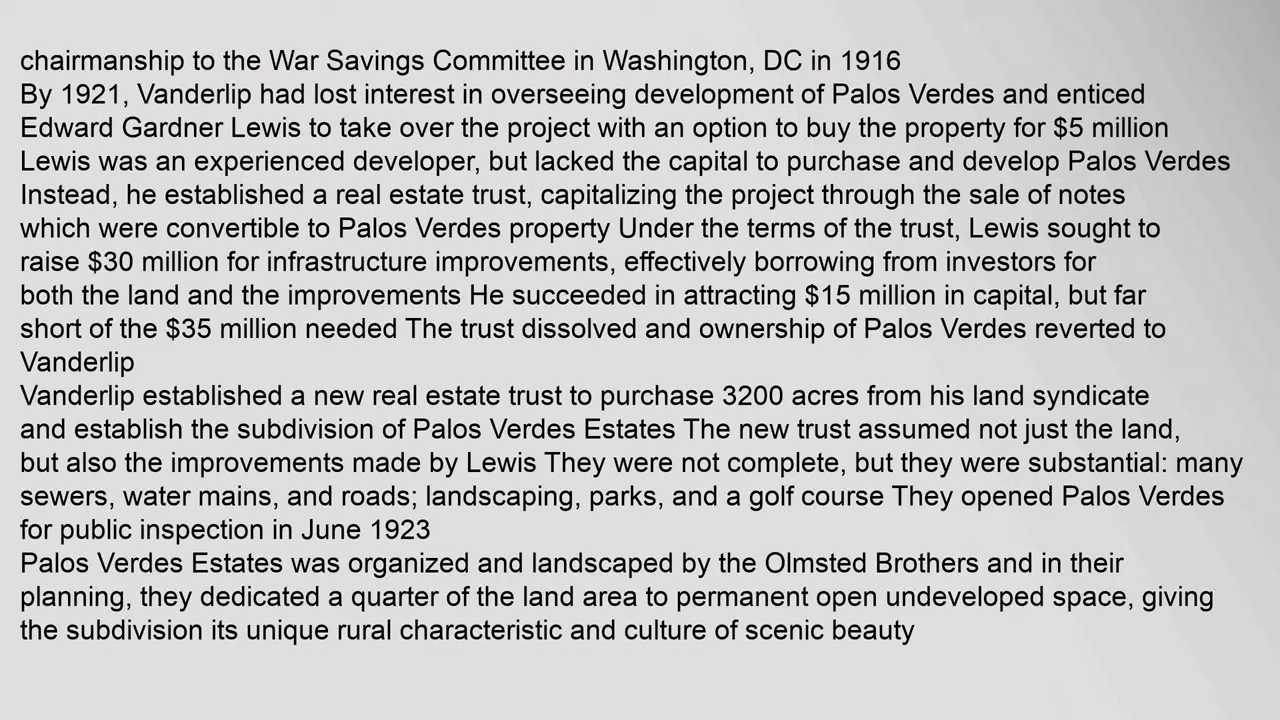 chairmanship to the War Savings Committee in Washington, DC in 1916
By 1921, Vanderlip had lost interest in overseeing development of Palos Verdes and enticed
Edward Gardner Lewis to take over the project with an option to buy the property for $5 million
Lewis was an experienced developer, but lacked the capital to purchase and develop Palos Verdes
Instead, he established a real estate trust, capitalizing the project through the sale of notes
which were convertible to Palos Verdes property Under the terms of the trust, Lewis sought to
raise $30 million for infrastructure improvements, effectively borrowing from investors for
both the land and the improvements He succeeded in attracting $15 million in capital, but far
short of the $35 million needed The trust dissolved and ownership of Palos Verdes reverted to
Vanderlip
Vanderlip established a new real estate trust to purchase 3200 acres from his land syndicate
and establish the subdivision of Palos Verdes Estates The new trust assumed not just the land,
but also the improvements made by Lewis They were not complete, but they were substantial: many
sewers, water mains, and roads; landscaping, parks, and a golf course They opened Palos Verdes
for public inspection in June 1923
Palos Verdes Estates was organized and landscaped by the Olmsted Brothers and in their
planning, they dedicated a quarter of the land area to permanent open undeveloped space, giving
the subdivision its unique rural characteristic and culture of scenic beauty